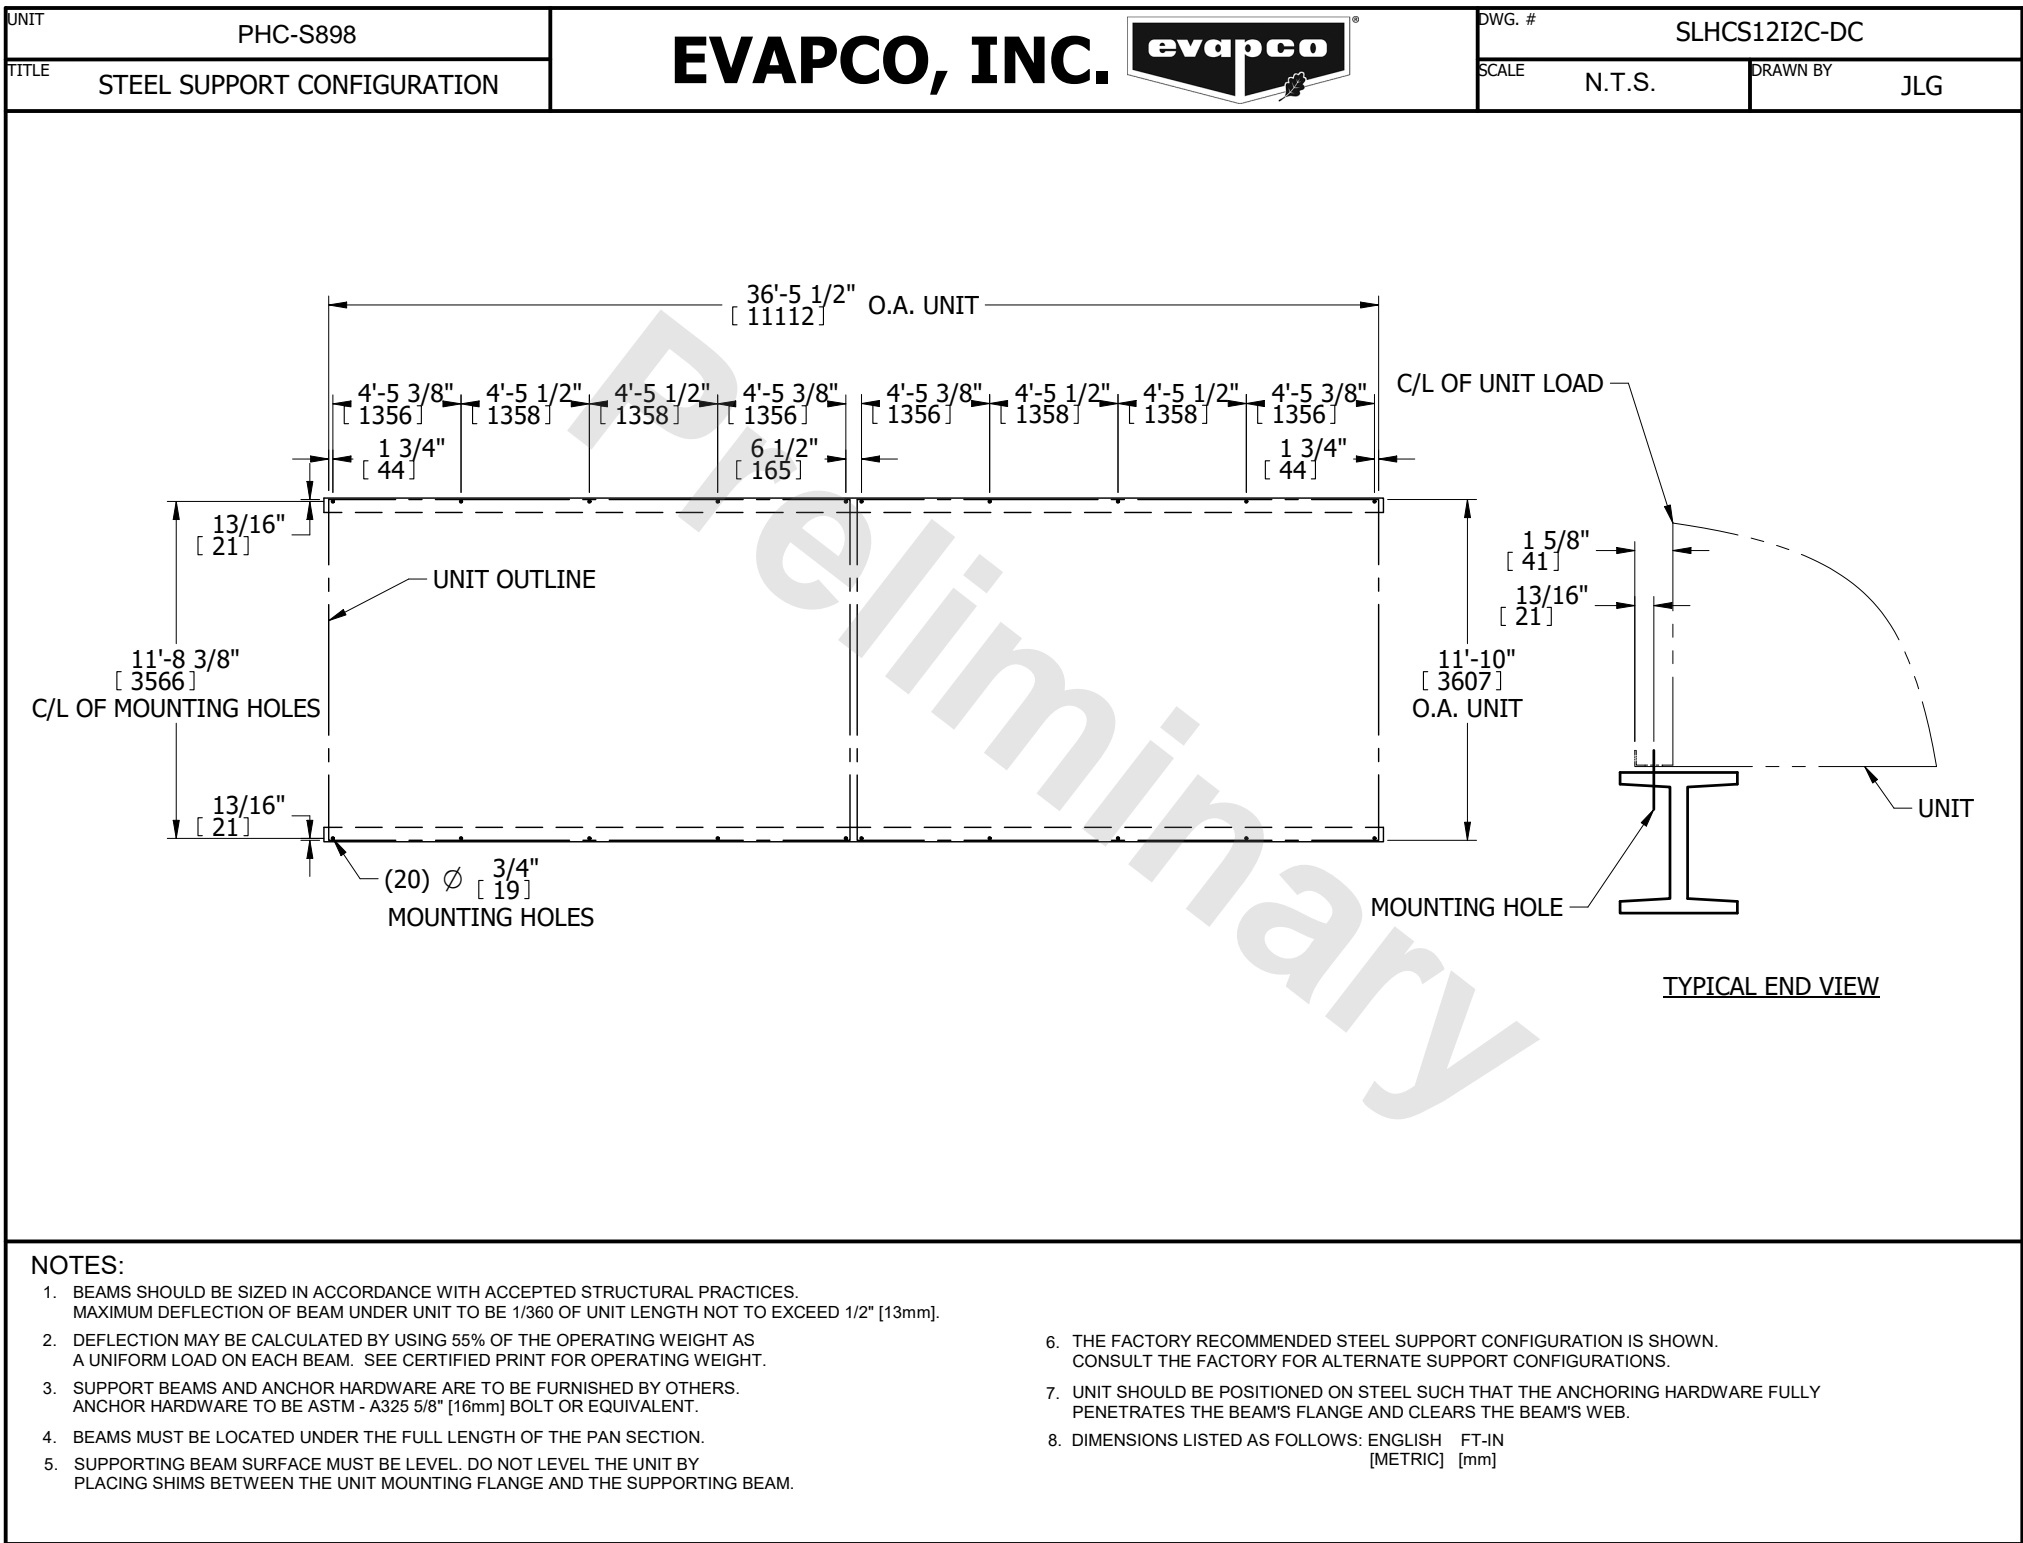 UNIT
PHC-S898
TITLE
STEEL SUPPORT CONFIGURATION
EVAPCO, INC.
evapco
®
DWG. #
SLHCS12I2C-DC
SCALE
N.T.S.
DRAWN BY
JLG
36'-5 1/2" O.A. UNIT
[ 11112 ]
4'-5 3/8" 4'-5 1/2" 4'-5 1/2" 4'-5 3/8" 4'-5 3/8" 4'-5 1/2" 4'-5 1/2" 4'-5 3/8"
[ 1356 ] [ 1358 ] [ 1358 ] [ 1356 ] [ 1356 ] [ 1358 ] [ 1358 ] [ 1356 ]
1 3/4" 6 1/2" 1 3/4"
[ 44 ] [ 165 ] [ 44 ]
C/L OF UNIT LOAD
13/16"
[ 21 ]
UNIT OUTLINE
1 5/8"
[ 41 ]
13/16"
[ 21 ]
11'-8 3/8"
[ 3566 ]
C/L OF MOUNTING HOLES
11'-10"
[ 3607 ]
O.A. UNIT
13/16"
[ 21 ]
UNIT
(20) Ø 3/4"
[ 19 ]
MOUNTING HOLES
MOUNTING HOLE
TYPICAL END VIEW
Preliminary
NOTES:
1. BEAMS SHOULD BE SIZED IN ACCORDANCE WITH ACCEPTED STRUCTURAL PRACTICES.
MAXIMUM DEFLECTION OF BEAM UNDER UNIT TO BE 1/360 OF UNIT LENGTH NOT TO EXCEED 1/2" [13mm].
2. DEFLECTION MAY BE CALCULATED BY USING 55% OF THE OPERATING WEIGHT AS
A UNIFORM LOAD ON EACH BEAM. SEE CERTIFIED PRINT FOR OPERATING WEIGHT.
3. SUPPORT BEAMS AND ANCHOR HARDWARE ARE TO BE FURNISHED BY OTHERS.
ANCHOR HARDWARE TO BE ASTM - A325 5/8" [16mm] BOLT OR EQUIVALENT.
4. BEAMS MUST BE LOCATED UNDER THE FULL LENGTH OF THE PAN SECTION.
5. SUPPORTING BEAM SURFACE MUST BE LEVEL. DO NOT LEVEL THE UNIT BY
PLACING SHIMS BETWEEN THE UNIT MOUNTING FLANGE AND THE SUPPORTING BEAM.
6. THE FACTORY RECOMMENDED STEEL SUPPORT CONFIGURATION IS SHOWN.
CONSULT THE FACTORY FOR ALTERNATE SUPPORT CONFIGURATIONS.
7. UNIT SHOULD BE POSITIONED ON STEEL SUCH THAT THE ANCHORING HARDWARE FULLY
PENETRATES THE BEAM'S FLANGE AND CLEARS THE BEAM'S WEB.
8. DIMENSIONS LISTED AS FOLLOWS: ENGLISH FT-IN
[METRIC] [mm]